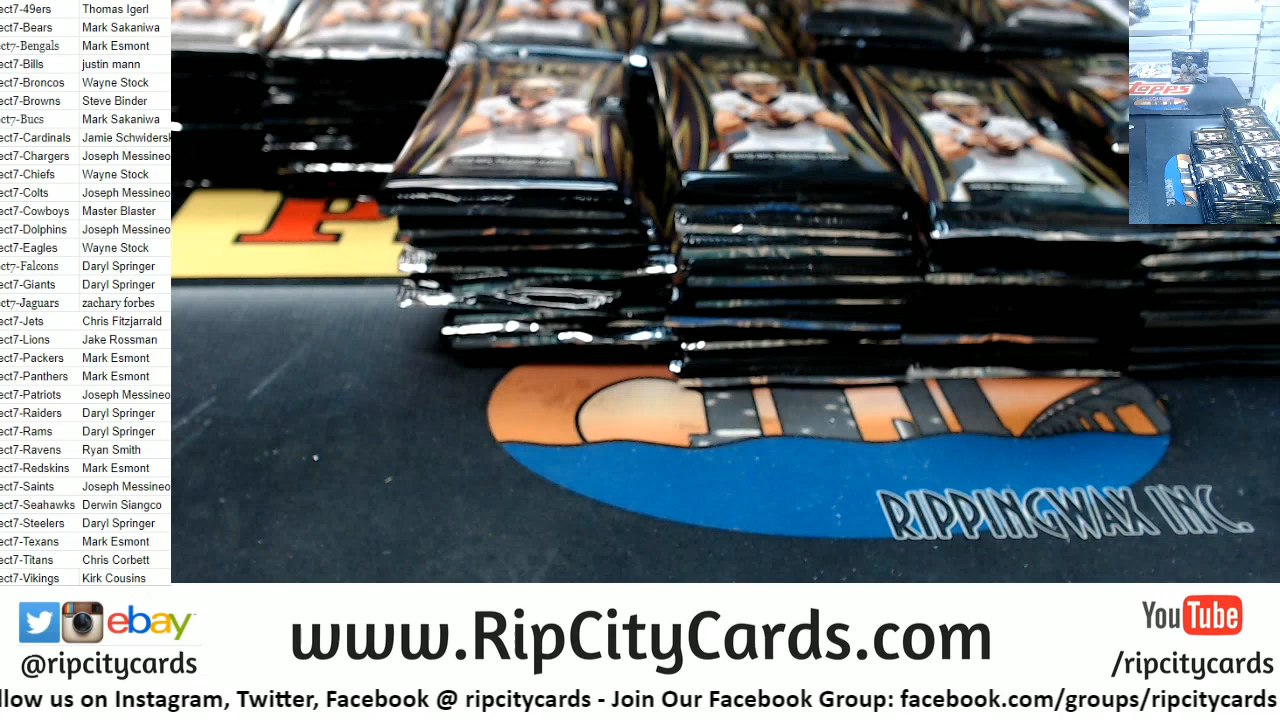 ect7-49ers Thomas Igerl
ect7-Bears Mark Sakaniwa
ect7-Bengals Mark Esmont
ect7-Bills justin mann
ect7-Broncos Wayne Stock
ect7-Browns Steve Binder
ect7-Bucs Mark Sakaniwa
ect7-Cardinals Jamie Schwidersk
ect7-Chargers Joseph Messineo
ect7-Chiefs Wayne Stock
ect7-Colts Joseph Messineo
ect7-Cowboys Master Blaster
ect7-Dolphins Joseph Messineo
ect7-Eagles Wayne Stock
ect7-Falcons Daryl Springer
ect7-Giants Daryl Springer
ect7-Jaguars zachary forbes
ect7-Jets Chris Fitzjarrald
ect7-Lions Jake Rossman
ect7-Packers Mark Esmont
ect7-Panthers Mark Esmont
ect7-Patriots Joseph Messineo
ect7-Raiders Daryl Springer
ect7-Rams Daryl Springer
ect7-Ravens Ryan Smith
ect7-Redskins Mark Esmont
ect7-Saints Joseph Messineo
ect7-Seahawks Derwin Siangco
ect7-Steelers Daryl Springer
ect7-Texans Mark Esmont
ect7-Titans Chris Corbett
ect7-Vikings Kirk Cousins
topps
P
RIPPINGWAX INC.
ebay
@ripcitycards
www.RipCityCards.com
YouTube
/ripcitycards
llow us on Instagram, Twitter, Facebook @ ripcitycards - Join Our Facebook Group: facebook.com/groups/ripcitycards